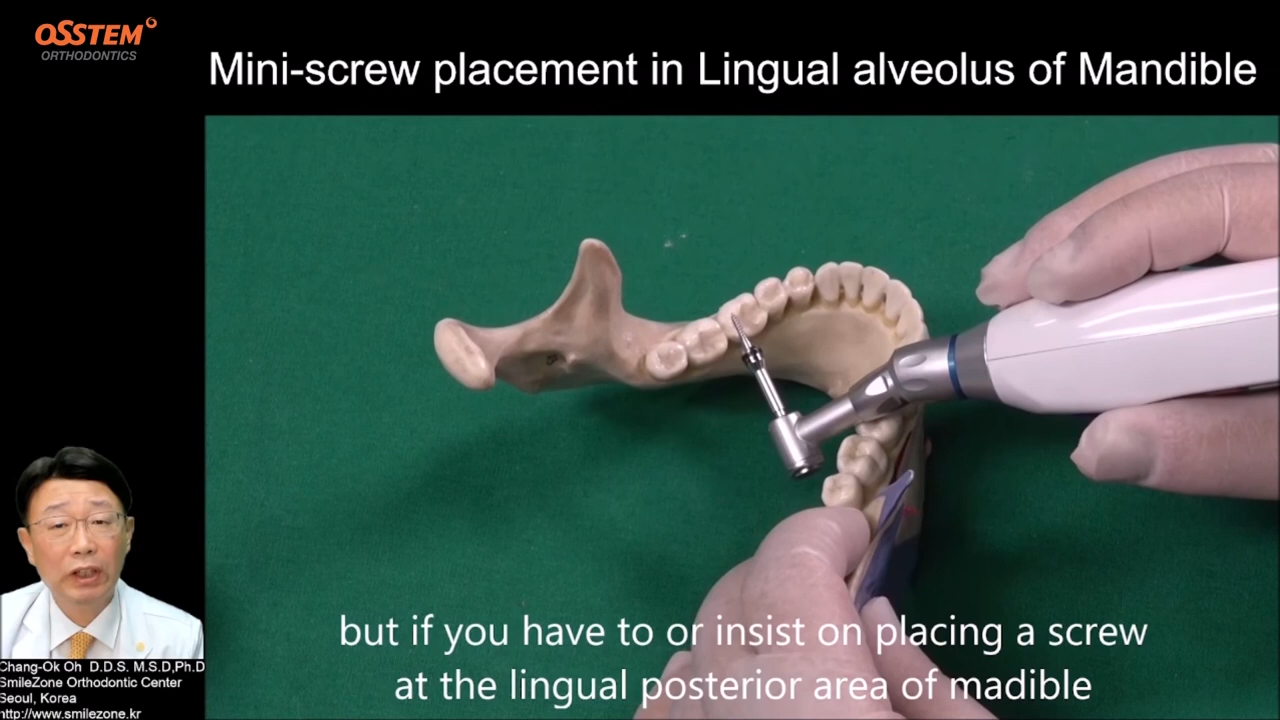 OSSTEM
ORTHODONTICS
Mini-screw placement in Lingual alveolus of Mandible
but if you have to or insist on placing a screw
at the lingual posterior area of madible
Chang-Ok Oh D.D.S. M.S.D,Ph.D
SmileZone Orthodontic Center
Seoul, Korea
http://www.smilezone.kr